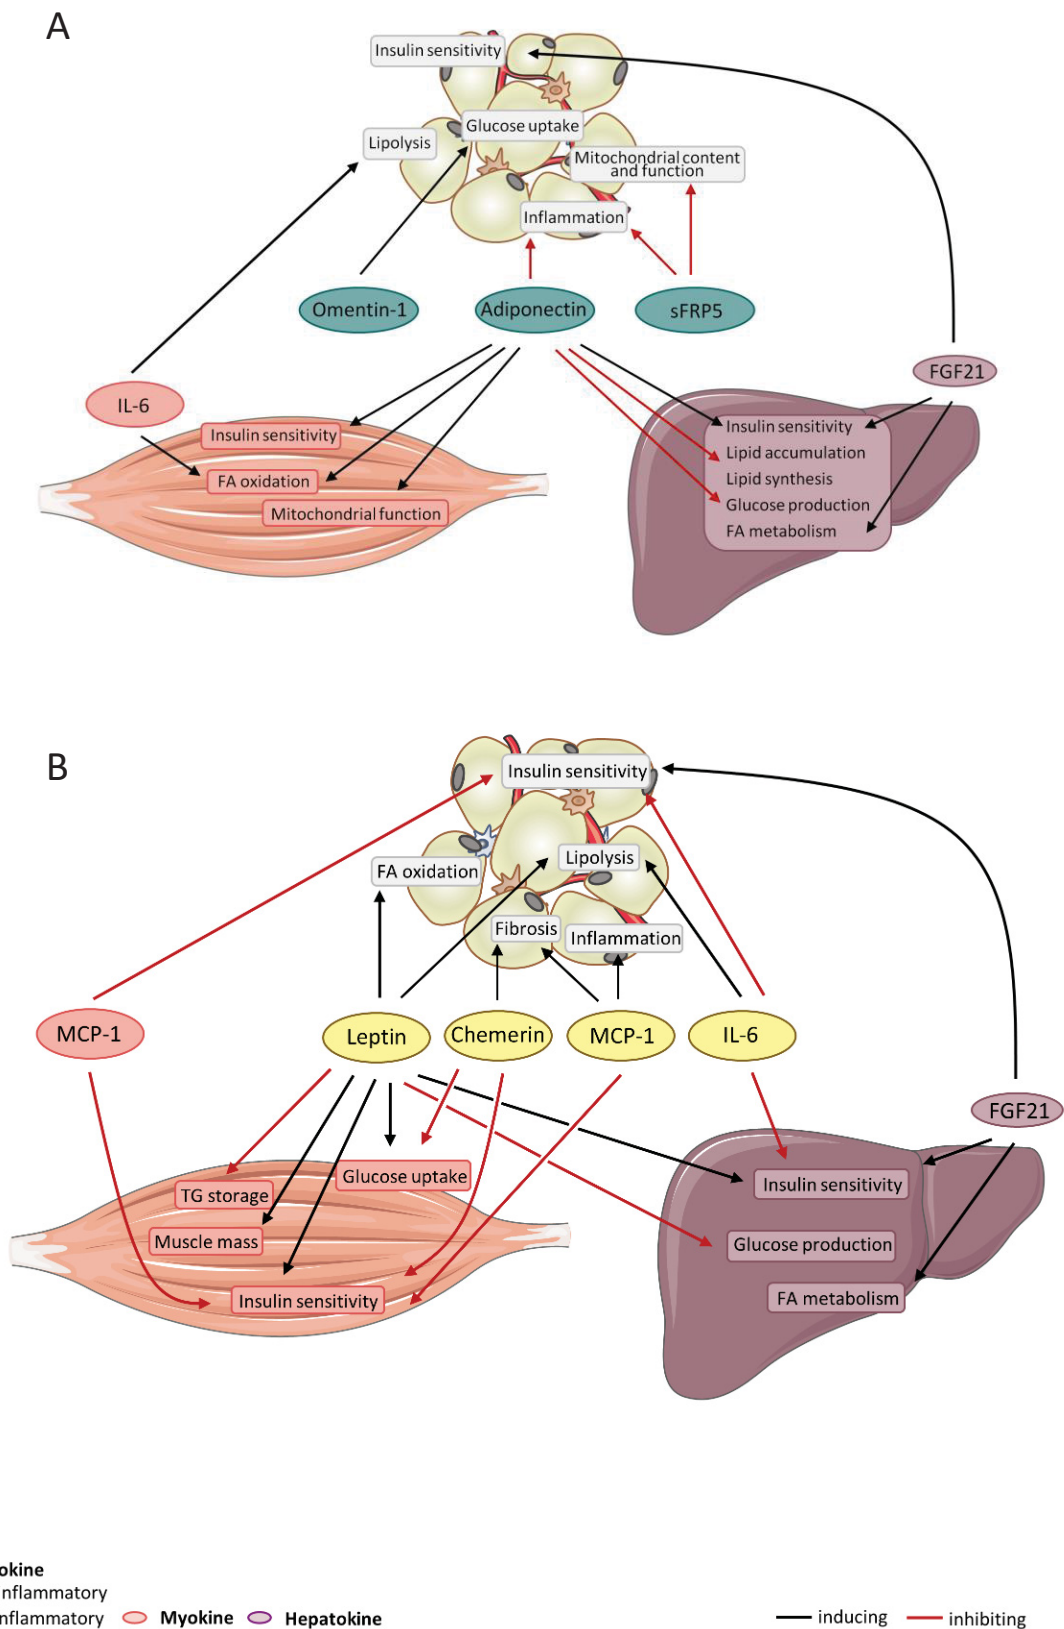 A
Insulin sensitivity
Glucose uptake
Lipolysis
Mitochondrial content
and function
Inflammation
Omentin-1
Adiponectin
sFRP5
FGF21
IL-6
Insulin sensitivity
FA oxidation
Mitochondrial function
Insulin sensitivity
Lipid accumulation
Lipid synthesis
Glucose production
FA metabolism
B
Insulin sensitivity
Lipolysis
FA oxidation
Fibrosis
Inflammation
MCP-1
Leptin
Chemerin
MCP-1
IL-6
FGF21
Glucose uptake
TG storage
Muscle mass
Insulin sensitivity
Insulin sensitivity
Glucose production
FA metabolism
okine
nflammatory
nflammatory Myokine Hepatokine
inducing inhibiting